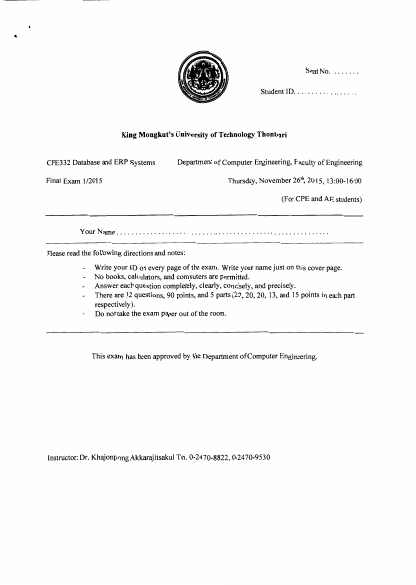 Seat No. . . . . . . .
Student ID. . . . . . . . . . . . . . . . .
King Mongkut's University of Technology Thonburi
CPE332 Database and ERP Systems Department of Computer Engineering, Faculty of Engineering
Final Exam 1/2015 Thursday, November 26th, 2015, 13:00-16:00
(For CPE and AE students)
Your Name. . . . . . . . . . . . . . . . . . . . . . . . . . . . . . . . . . . . . . . . . . . . . . . . . . . . . . . . .
Please read the following directions and notes:
- Write your ID on every page of the exam. Write your name just on this cover page.
- No books, calculators, and computers are permitted.
- Answer each question completely, clearly, concisely, and precisely.
- There are 12 questions, 90 points, and 5 parts (22, 20, 20, 13, and 15 points in each part
respectively).
- Do not take the exam paper out of the room.
This exam has been approved by the Department of Computer Engineering.
Instructor: Dr. Khajonpong Akkarajitsakul Tn. 0-2470-8822, 0-2470-9530